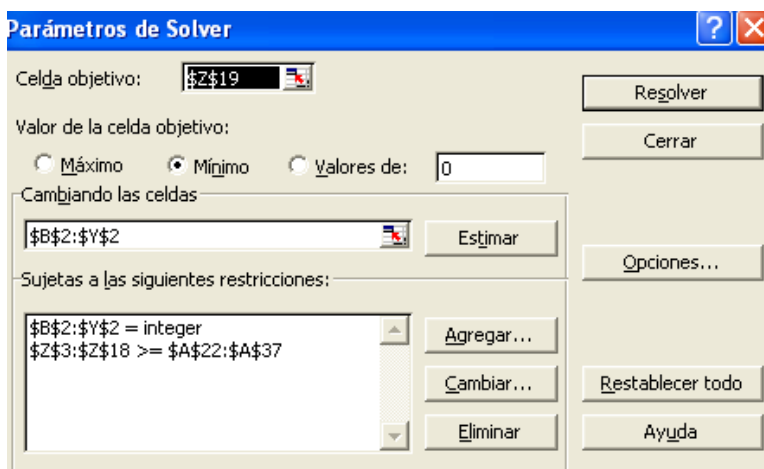 Parámetros de Solver
Celda objetivo: $Z$19
Resolver
Valor de la celda objetivo:
Cerrar
Máximo Mínimo Valores de: 0
Cambiando las celdas
$B$2:$Y$2 Estimar
Opciones...
Sujetas a las siguientes restricciones:
$B$2:$Y$2 = integer
$Z$3:$Z$18 >= $A$22:$A$37
Agregar...
Cambiar... Restablecer todo
Eliminar Ayuda